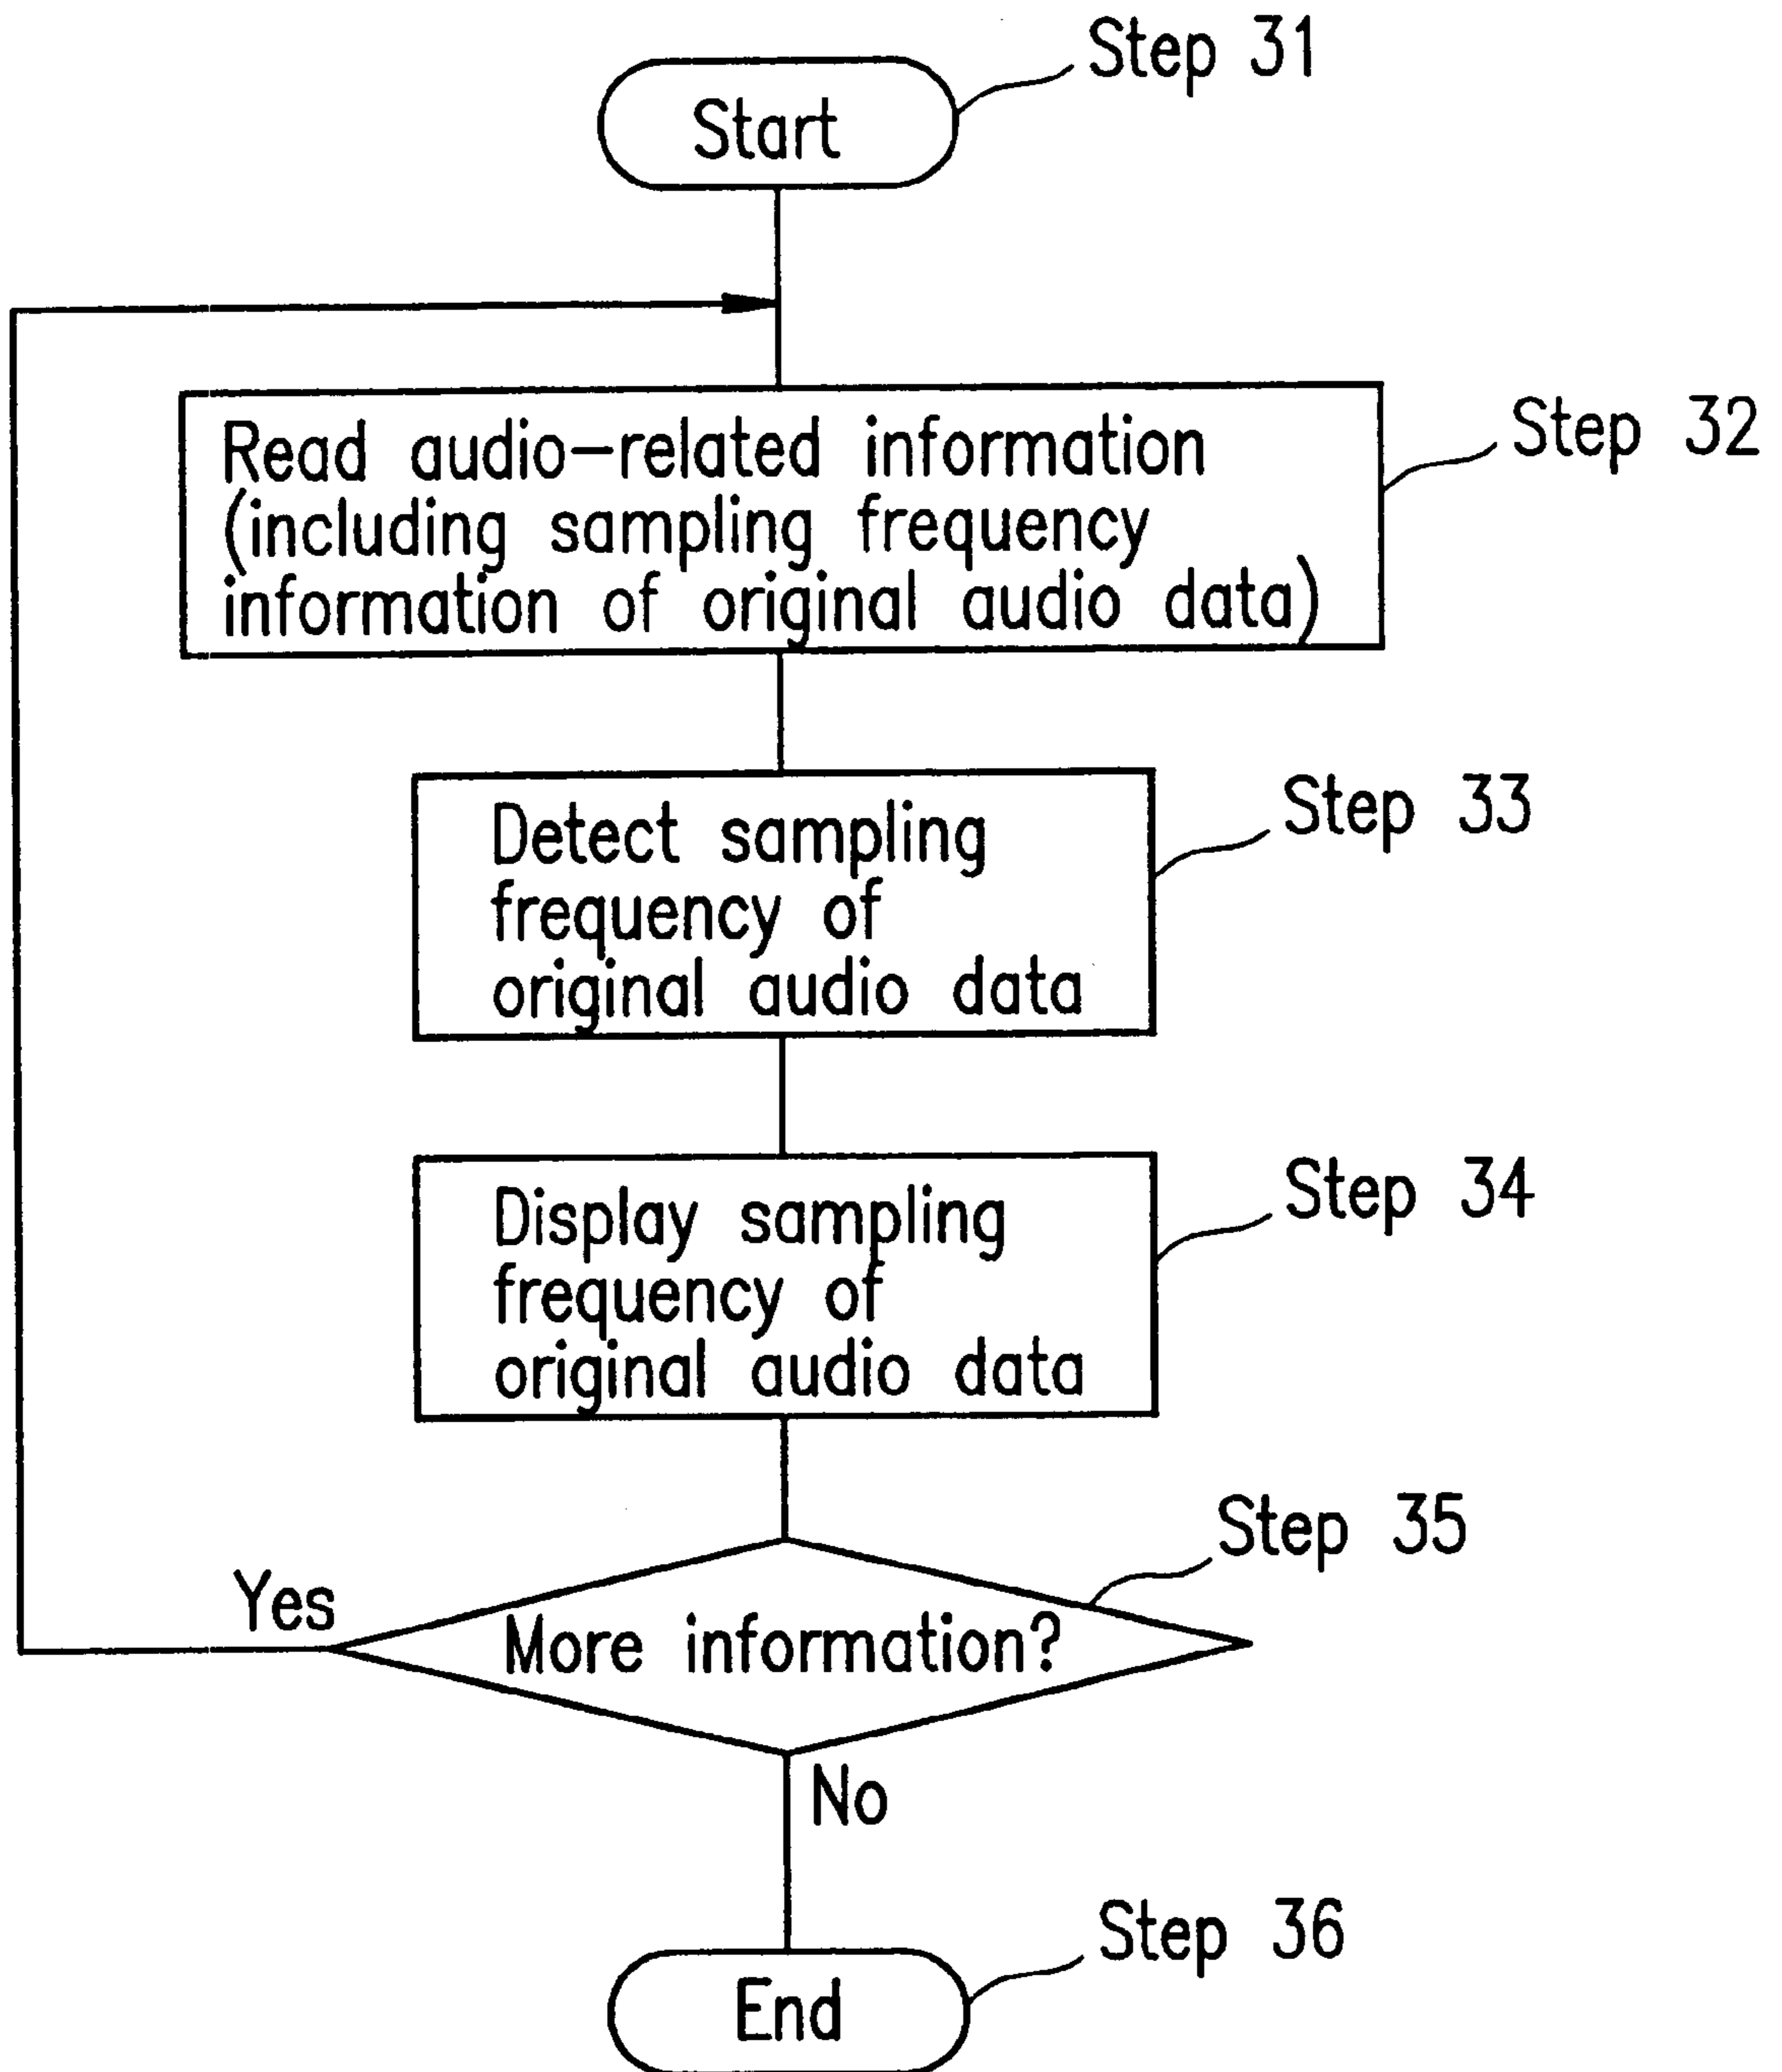 Step 31
Start
Step 32
Read audio-related information
(including sampling frequency
information of original audio data)
Step 33
Detect sampling
frequency of
original audio data
Step 34
Display sampling
frequency of
original audio data
Step 35
Yes
More information?
No
Step 36
End